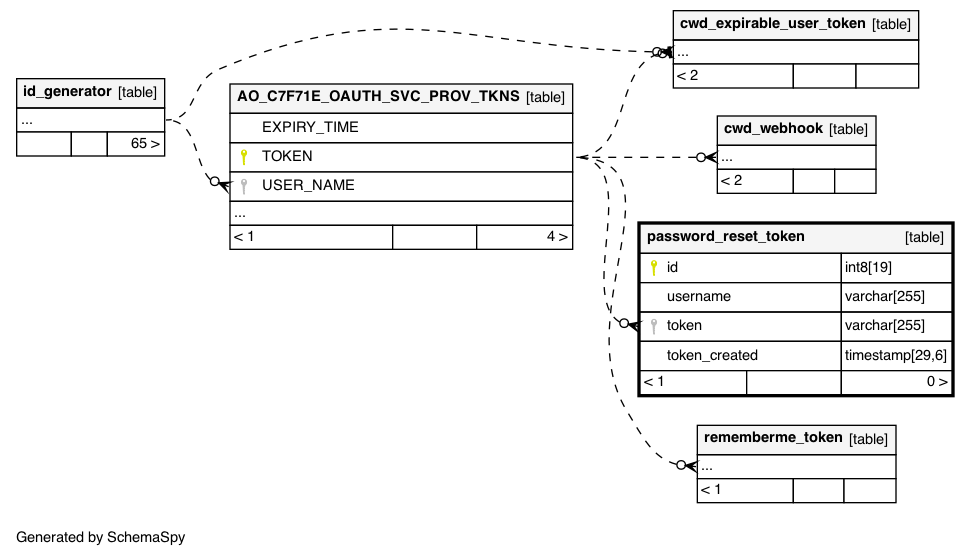 id_generator [table]
...
65 >
AO_C7F71E_OAUTH_SVC_PROV_TKNS [table]
EXPIRY_TIME
TOKEN
USER_NAME
...
< 1 4 >
cwd_expirable_user_token [table]
...
< 2
cwd_webhook [table]
...
< 2
password_reset_token [table]
id int8[19]
username varchar[255]
token varchar[255]
token_created timestamp[29,6]
< 1 0 >
rememberme_token [table]
...
< 1
Generated by SchemaSpy